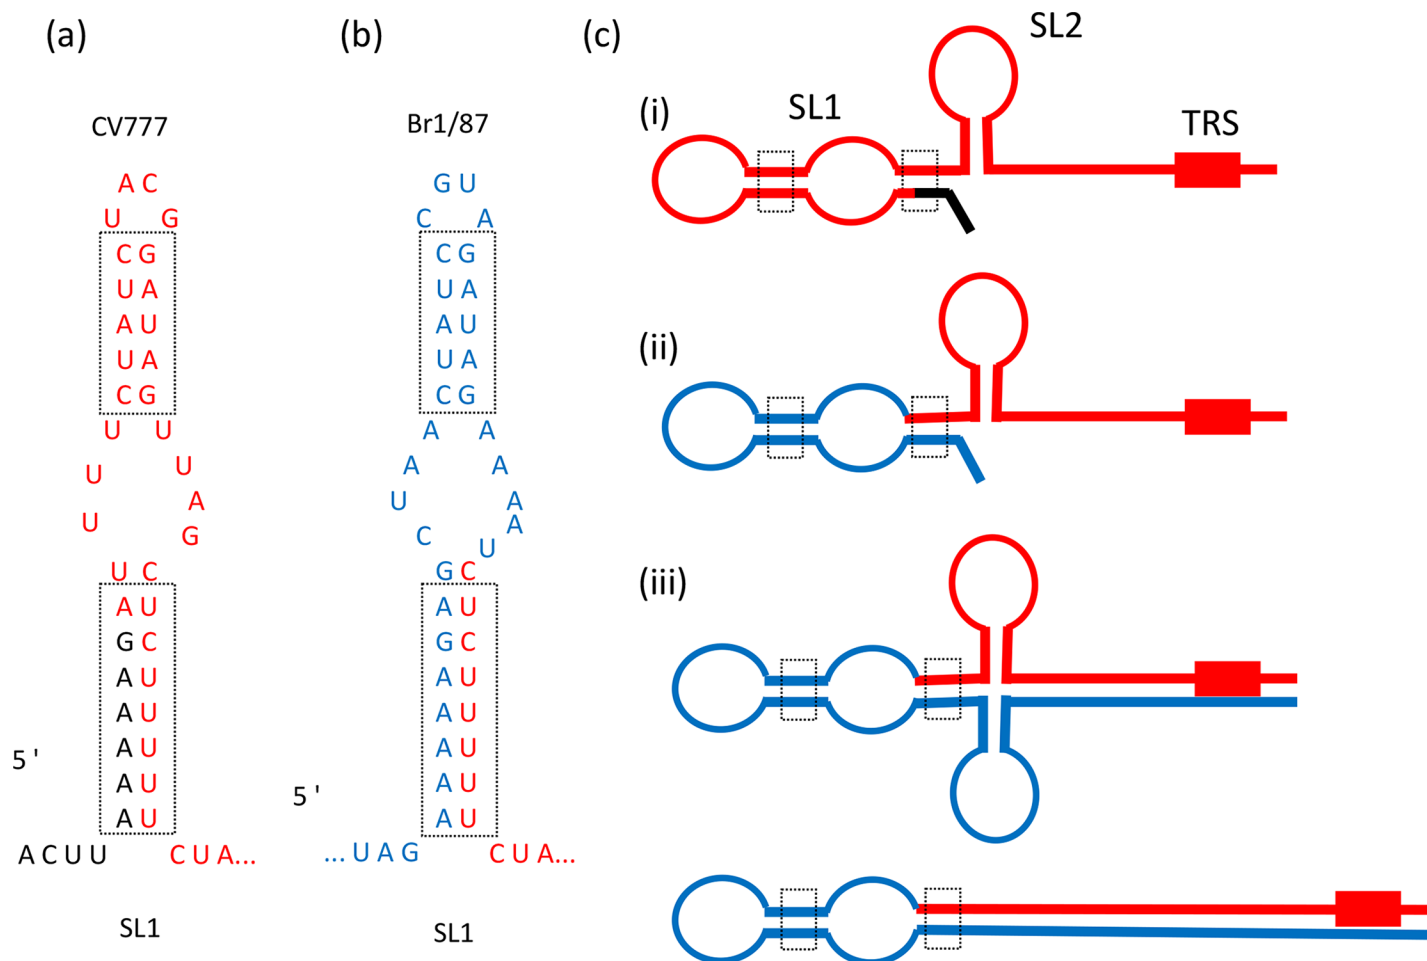 (a)
CV777
A C
U G
C G
U A
A U
U A
C G
U U
U U
A
U
G
U C
A U
G C
A U
A U
A U
A U
A U
5 '
A C U U C U A...
SL1
(b)
Br1/87
G U
C A
C G
U A
A U
U A
C G
A A
A A
U A
A
C
U
G C
A U
G C
A U
A U
A U
A U
A U
5 '
... U A G C U A...
SL1
(c)
SL2
(i)
SL1
TRS
(ii)
(iii)